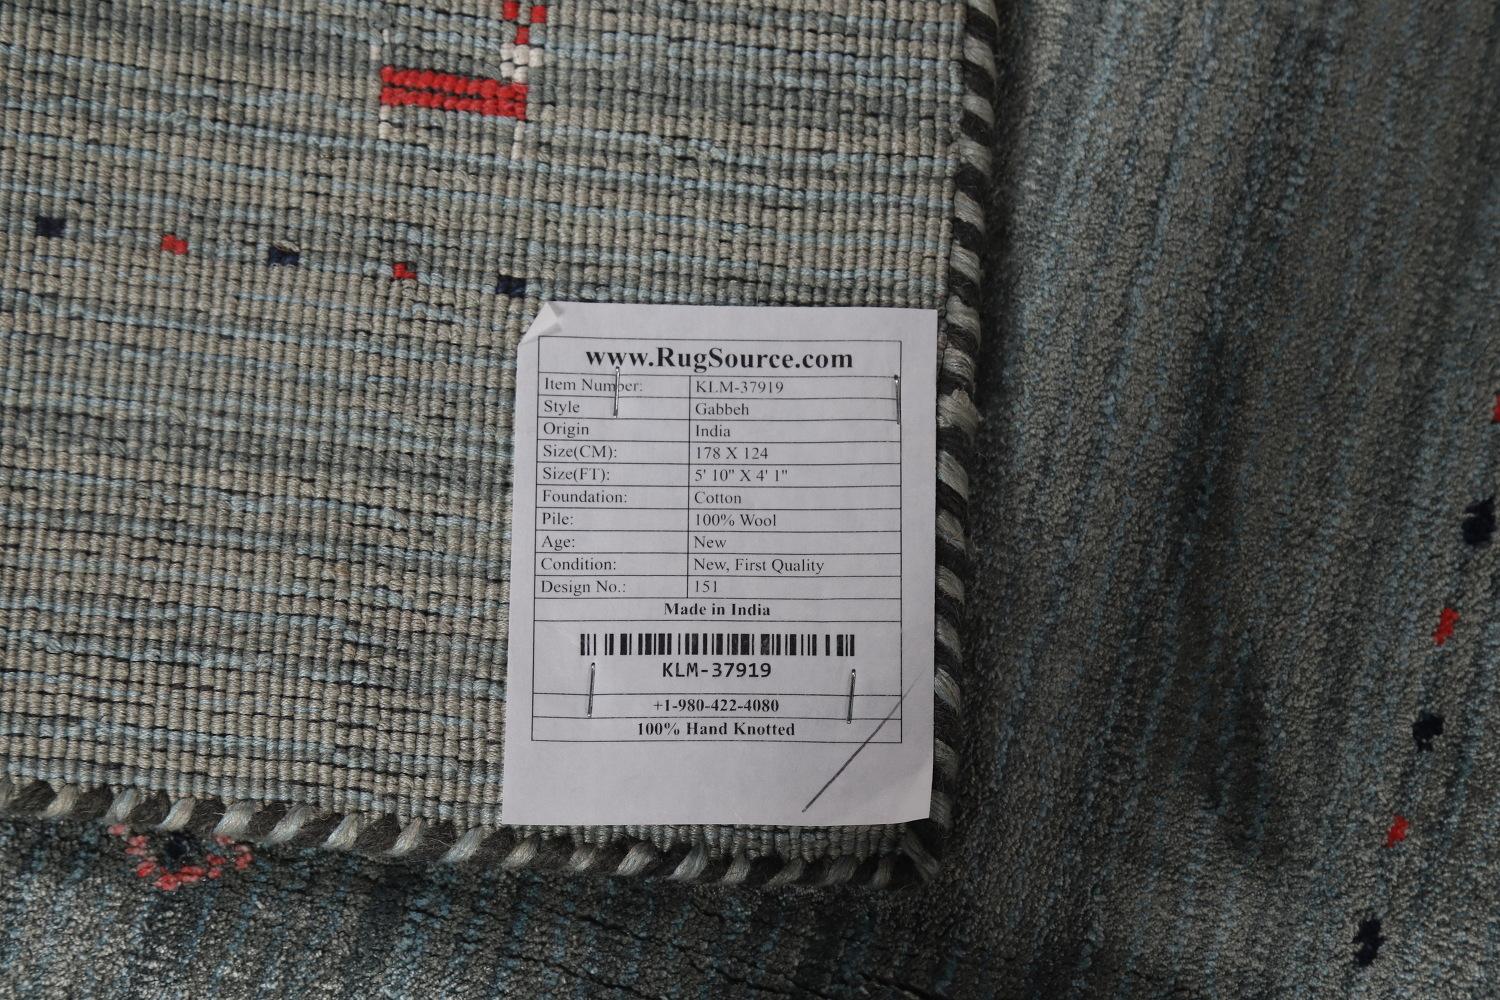 www.RugSource.com
Item Number: KLM-37919
Style Gabbeh
Origin India
Size(CM): 178 X 124
Size(FT): 5' 10" X 4' 1"
Foundation: Cotton
Pile: 100% Wool
Age: New
Condition: New, First Quality
Design No.: 151
Made in India
KLM-37919
+1-980-422-4080
100% Hand Knotted